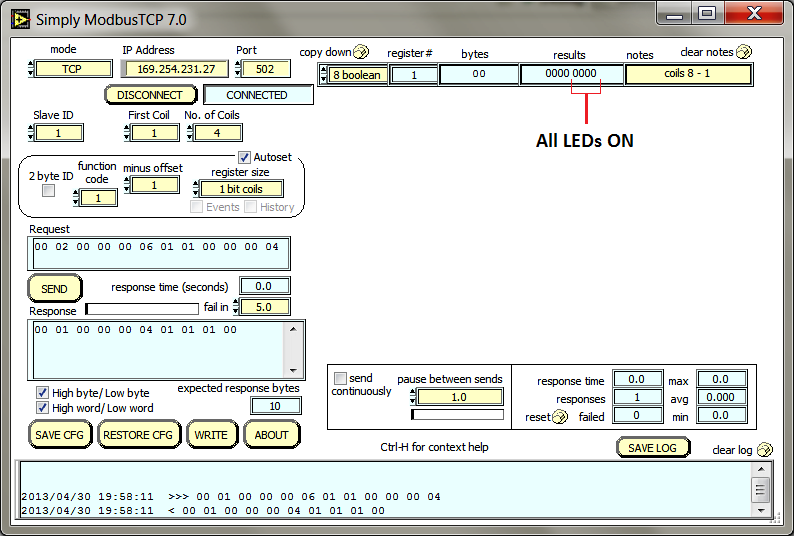 Simply ModbusTCP 7.0
mode
IP Address
Port
copy down
register#
bytes
results
notes
clear notes
TCP
169.254.231.27
502
8 boolean
1
00
0000 0000
coils 8 - 1
DISCONNECT
CONNECTED
All LEDs ON
Slave ID
First Coil
No. of Coils
1
1
4
Autoset
2 byte ID
function
code
minus offset
register size
1
1
1 bit coils
Events
History
Request
00 02 00 00 00 06 01 01 00 00 00 04
SEND
response time (seconds)
0.0
Response
fail in
5.0
00 01 00 00 00 04 01 01 01 00
High byte/Low byte
High word/Low word
expected response bytes
10
SAVE CFG
RESTORE CFG
WRITE
ABOUT
send
continuously
pause between sends
1.0
response time
0.0
max
0.0
responses
1
avg
0.000
reset
failed
0
min
0.0
Ctrl-H for context help
SAVE LOG
clear log
2013/04/30 19:58:11 >>> 00 01 00 00 00 06 01 01 00 00 00 04
2013/04/30 19:58:11 < 00 01 00 00 00 04 01 01 01 00